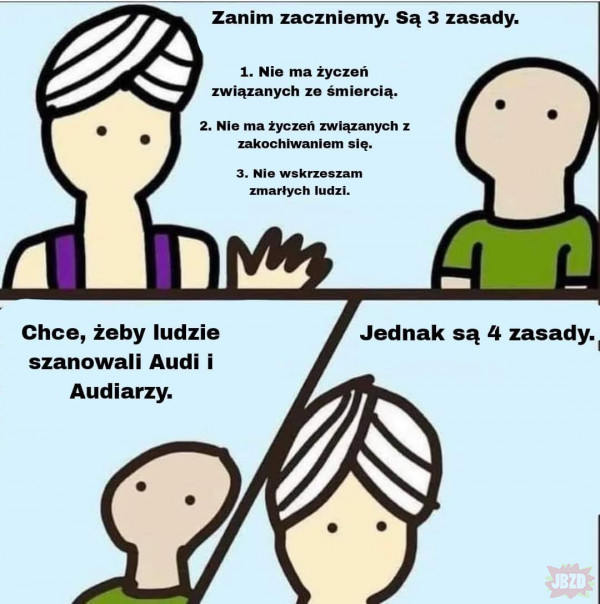 Zanim zaczniemy. Są 3 zasady.
1. Nie ma życzeń
związanych ze śmiercią.
2. Nie ma życzeń związanych z
zakochiwaniem się.
3. Nie wskrzeszam
zmarłych ludzi.
Chce, żeby ludzie
szanowali Audi i
Audiarzy.
Jednak są 4 zasady.
JBZD